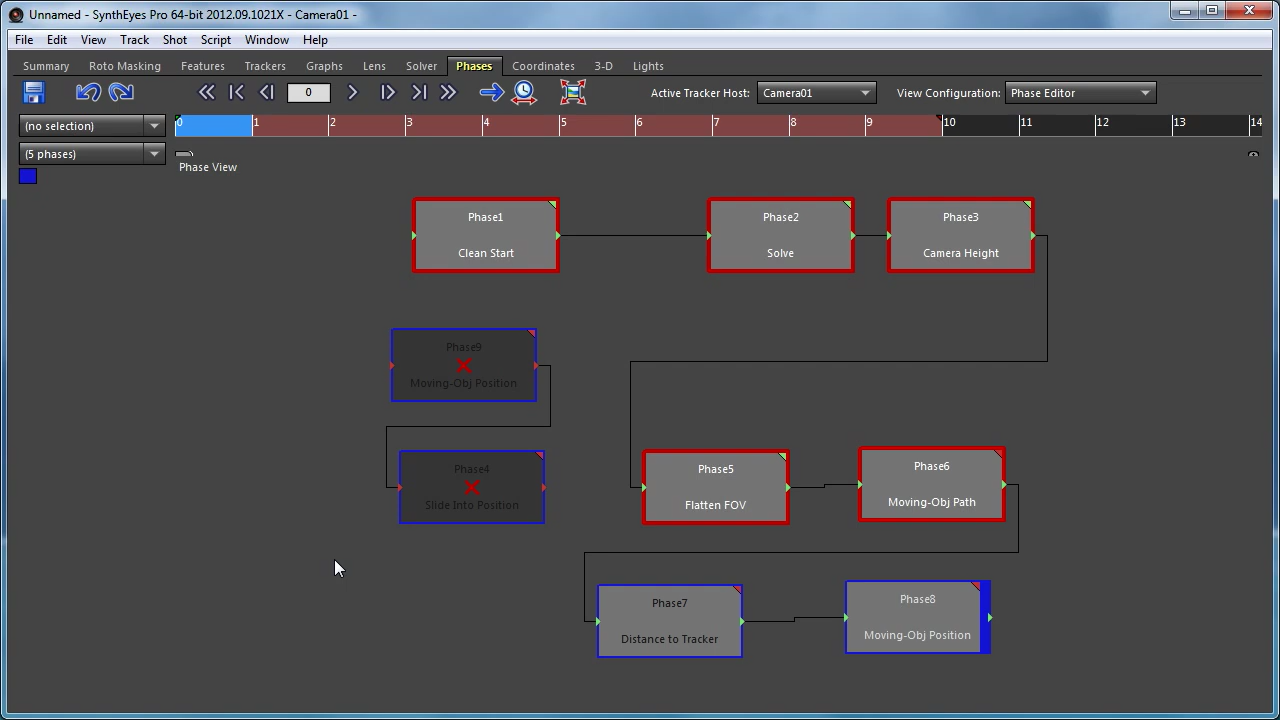 Unnamed - SynthEyes Pro 64-bit 2012.09.1021X - Camera01 -
File Edit View Track Shot Script Window Help
Summary Roto Masking Features Trackers Graphs Lens Solver Phases Coordinates 3-D Lights
0 Active Tracker Host: Camera01 View Configuration: Phase Editor
(no selection) 0 1 2 3 4 5 6 7 8 9 10 11 12 13 14
(5 phases)
Phase View
Phase1
Clean Start
Phase2
Solve
Phase3
Camera Height
Phase9
Moving-Obj Position
Phase4
Slide Into Position
Phase5
Flatten FOV
Phase6
Moving-Obj Path
Phase7
Distance to Tracker
Phase8
Moving-Obj Position